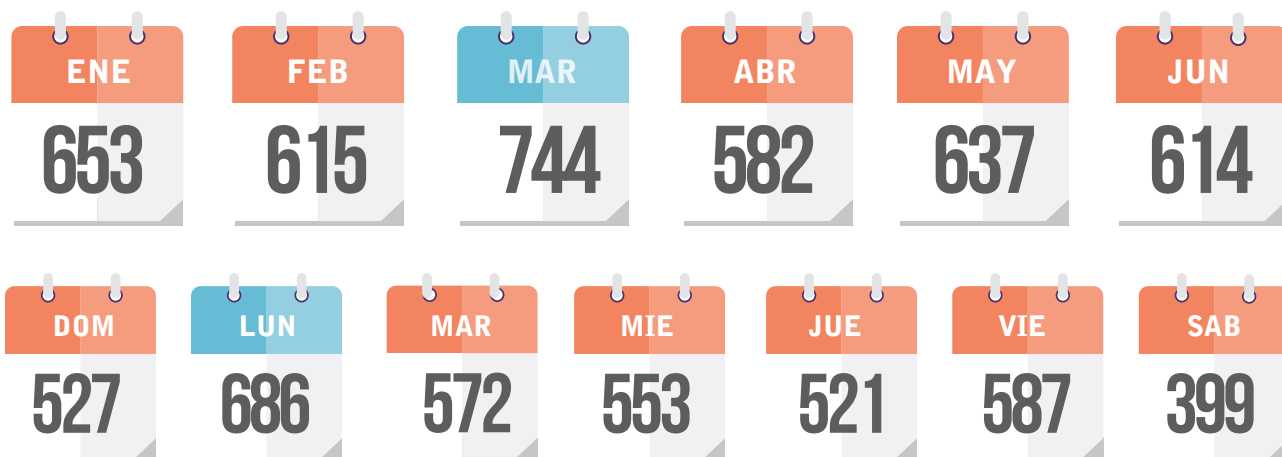 ENE FEB MAR ABR MAY JUN
653 615 744 582 637 614
DOM LUN MAR MIE JUE VIE SAB
527 686 572 553 521 587 399